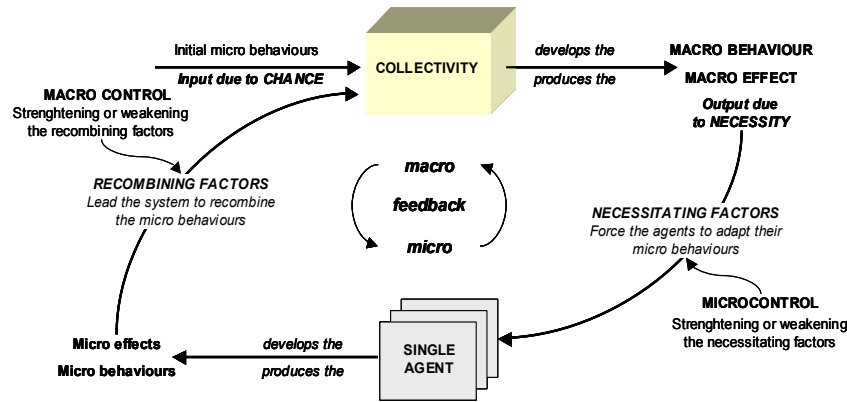 Initial micro behaviours
Input due to CHANCE
COLLECTIVITY
develops the
produces the
MACRO BEHAVIOUR
MACRO EFFECT
Output due
to NECESSITY
MACRO CONTROL
Strenghtening or weakening
the recombining factors
RECOMBINING FACTORS
Lead the system to recombine
the micro behaviours
macro
feedback
micro
NECESSITATING FACTORS
Force the agents to adapt their
micro behaviours
MICROCONTROL
Strenghtening or weakening
the necessitating factors
SINGLE
AGENT
develops the
produces the
Micro effects
Micro behaviours